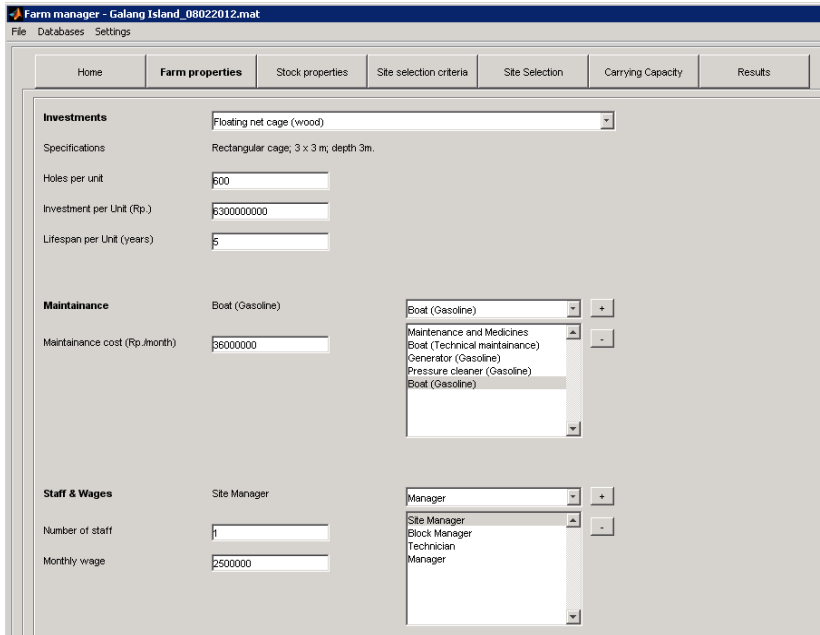 Farm manager - Galang Island_08022012.mat
File Databases Settings
Home Farm properties Stock properties Site selection criteria Site Selection Carrying Capacity Results
Investments Floating net cage (wood)
Specifications Rectangular cage; 3 x 3 m; depth 3m.
Holes per unit 600
Investment per Unit (Rp.) 6300000000
Lifespan per Unit (years) 5
Maintainance Boat (Gasoline) Boat (Gasoline) +
Maintainance cost (Rp./month) 36000000 Maintenance and Medicines -
Boat (Technical maintainance)
Generator (Gasoline)
Pressure cleaner (Gasoline)
Boat (Gasoline)
Staff & Wages Site Manager Manager +
Number of staff 1 Site Manager -
Block Manager
Technician
Monthly wage 2500000 Manager